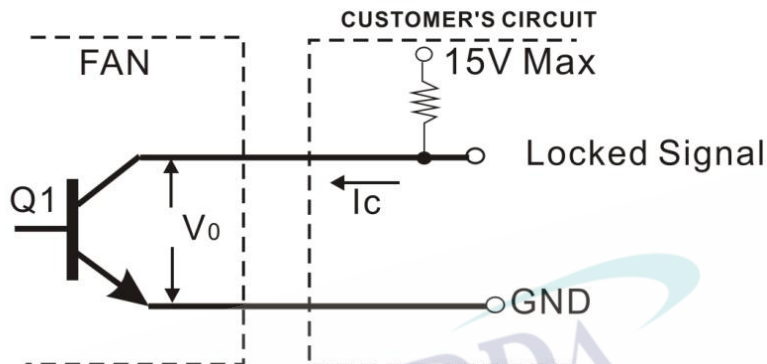 CUSTOMER'S CIRCUIT
FAN
15V Max
Locked Signal
Ic
Q1
V0
GND